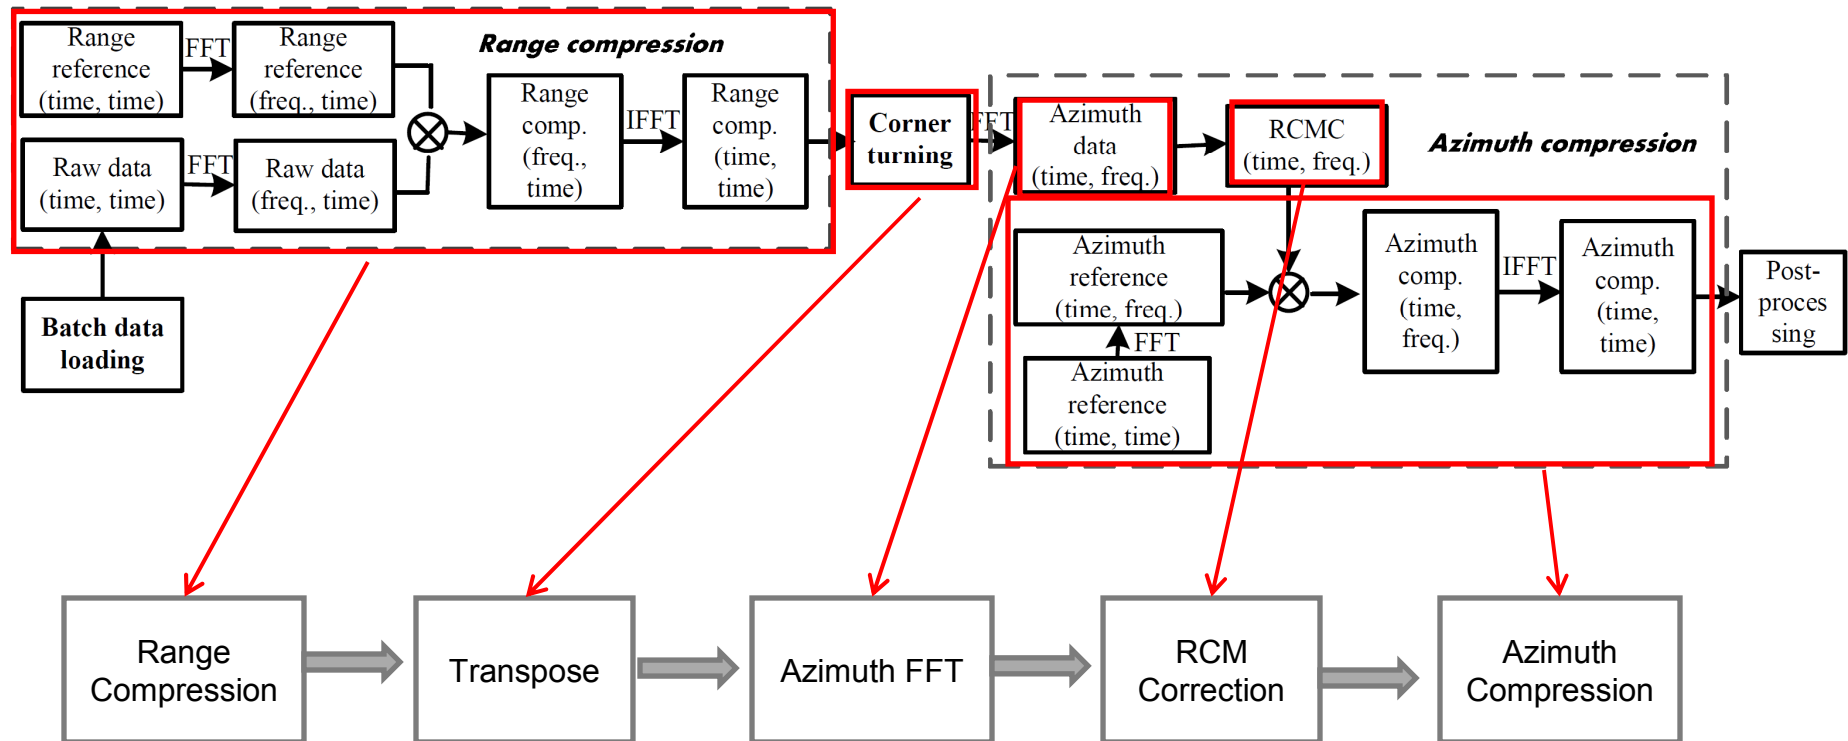 Range
reference
(time, time)
FFT
Range
reference
(freq., time)
Range compression
Raw data
(time, time)
FFT
Raw data
(freq., time)
Range
comp.
(freq.,
time)
IFFT
Range
comp.
(time,
time)
Batch data
loading
Corner
turning
FFT
Azimuth
data
(time, freq.)
RCMC
(time, freq.)
Azimuth compression
Azimuth
reference
(time, freq.)
FFT
Azimuth
reference
(time, time)
Azimuth
comp.
(time,
freq.)
IFFT
Azimuth
comp.
(time,
time)
Post-
proces
sing
Range
Compression
Transpose
Azimuth FFT
RCM
Correction
Azimuth
Compression